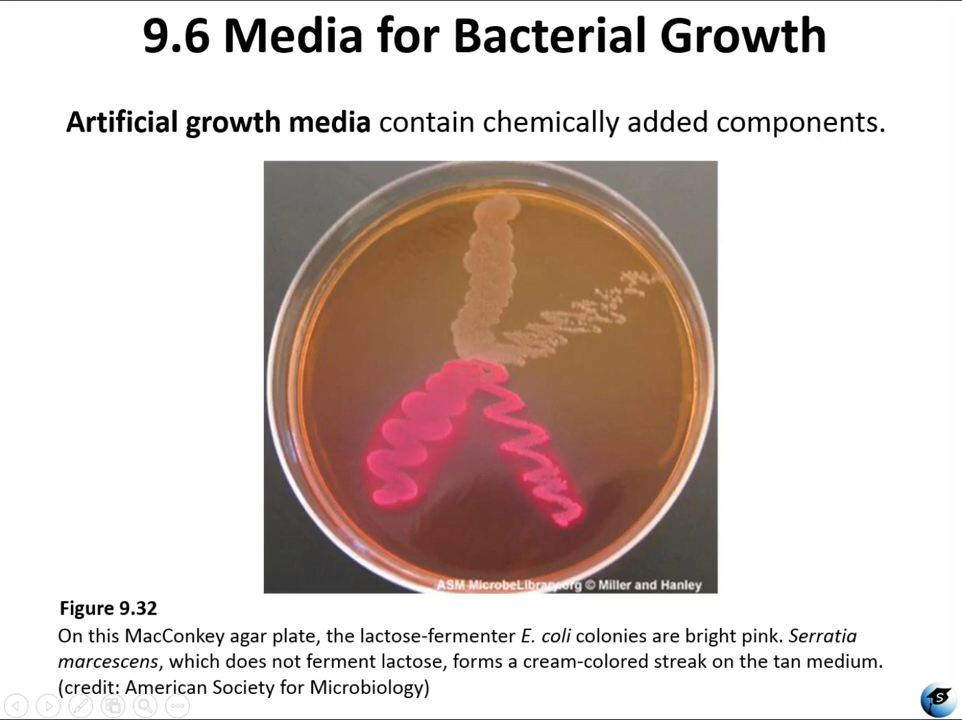 9.6 Media for Bacterial Growth
Artificial growth media contain chemically added components.
ASM MicrobeLibrary.org © Miller and Hanley
Figure 9.32
On this MacConkey agar plate, the lactose-fermenter E. coli colonies are bright pink. Serratia
marcescens, which does not ferment lactose, forms a cream-colored streak on the tan medium.
(credit: American Society for Microbiology)
S